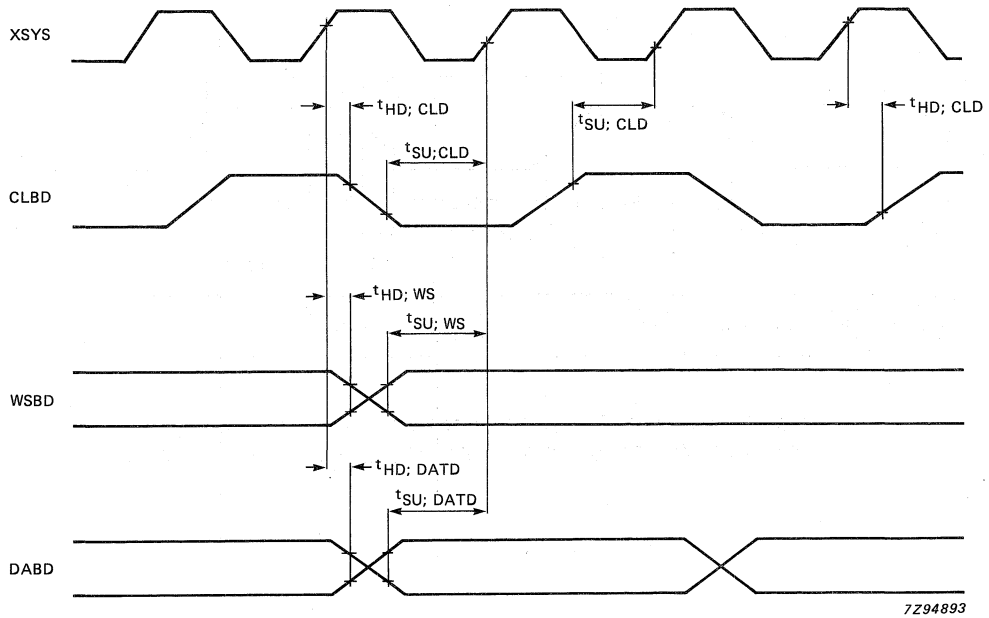 XSYS
tHD; CLD
tSU; CLD
tHD; CLD
tSU;CLD
CLBD
tHD; WS
tSU; WS
WSBD
tHD; DATD
tSU; DATD
DABD
7Z94893